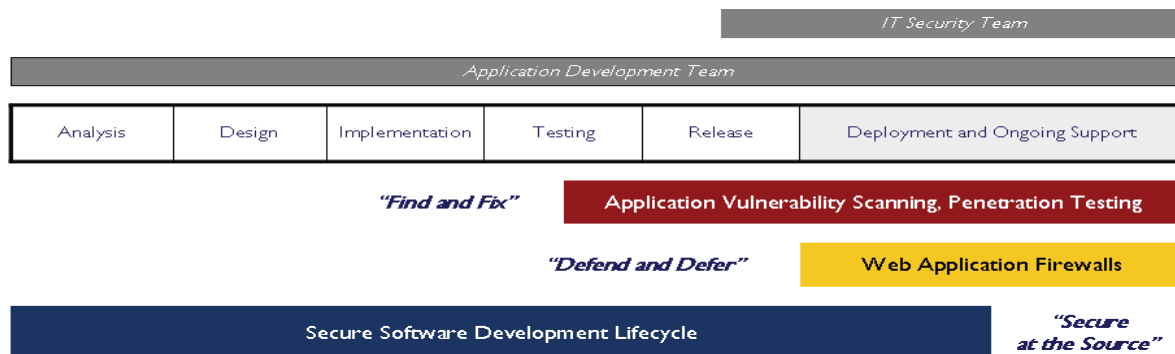 IT Security Team
Application Development Team
Analysis
Design
Implementation
Testing
Release
Deployment and Ongoing Support
“Find and Fix”
Application Vulnerability Scanning, Penetration Testing
“Defend and Defer”
Web Application Firewalls
Secure Software Development Lifecycle
“Secure
at the Source”